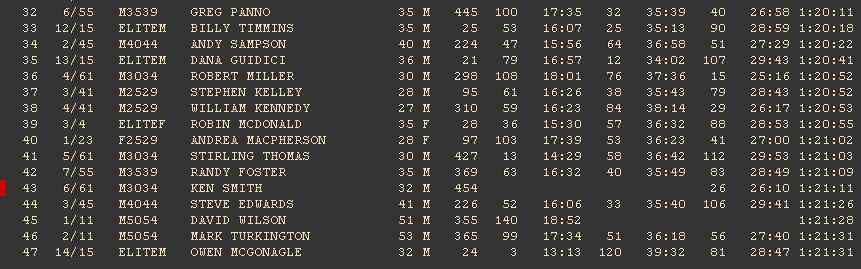 32 6/55 M3539 GREG PANNO 35 M 445 100 17:35 32 35:39 40 26:58 1:20:11
33 12/15 ELITEM BILLY TIMMINS 35 M 25 53 16:07 25 35:13 90 28:59 1:20:18
34 2/45 M4044 ANDY SAMPSON 40 M 224 47 15:56 64 36:58 51 27:29 1:20:22
35 13/15 ELITEM DANA GUIDICI 36 M 21 79 16:57 12 34:02 107 29:43 1:20:41
36 4/61 M3034 ROBERT MILLER 30 M 298 108 18:01 76 37:36 15 25:16 1:20:52
37 3/41 M2529 STEPHEN KELLEY 28 M 95 61 16:26 38 35:43 79 28:43 1:20:52
38 4/41 M2529 WILLIAM KENNEDY 27 M 310 59 16:23 84 38:14 29 26:17 1:20:53
39 3/4 ELITEF ROBIN MCDONALD 35 F 28 36 15:30 57 36:32 88 28:53 1:20:55
40 1/23 F2529 ANDREA MACPHERSON 28 F 97 103 17:39 53 36:23 41 27:00 1:21:02
41 5/61 M3034 STIRLING THOMAS 30 M 427 13 14:29 58 36:42 112 29:53 1:21:03
42 7/55 M3539 RANDY FOSTER 35 M 369 63 16:32 40 35:49 83 28:49 1:21:09
43 6/61 M3034 KEN SMITH 32 M 454 26 26:10 1:21:11
44 3/45 M4044 STEVE EDWARDS 41 M 226 52 16:06 33 35:40 106 29:41 1:21:26
45 1/11 M5054 DAVID WILSON 51 M 355 140 18:52 1:21:28
46 2/11 M5054 MARK TURKINGTON 53 M 365 99 17:34 51 36:18 56 27:40 1:21:31
47 14/15 ELITEM OWEN MCGONAGLE 32 M 24 3 13:13 120 39:32 81 28:47 1:21:31